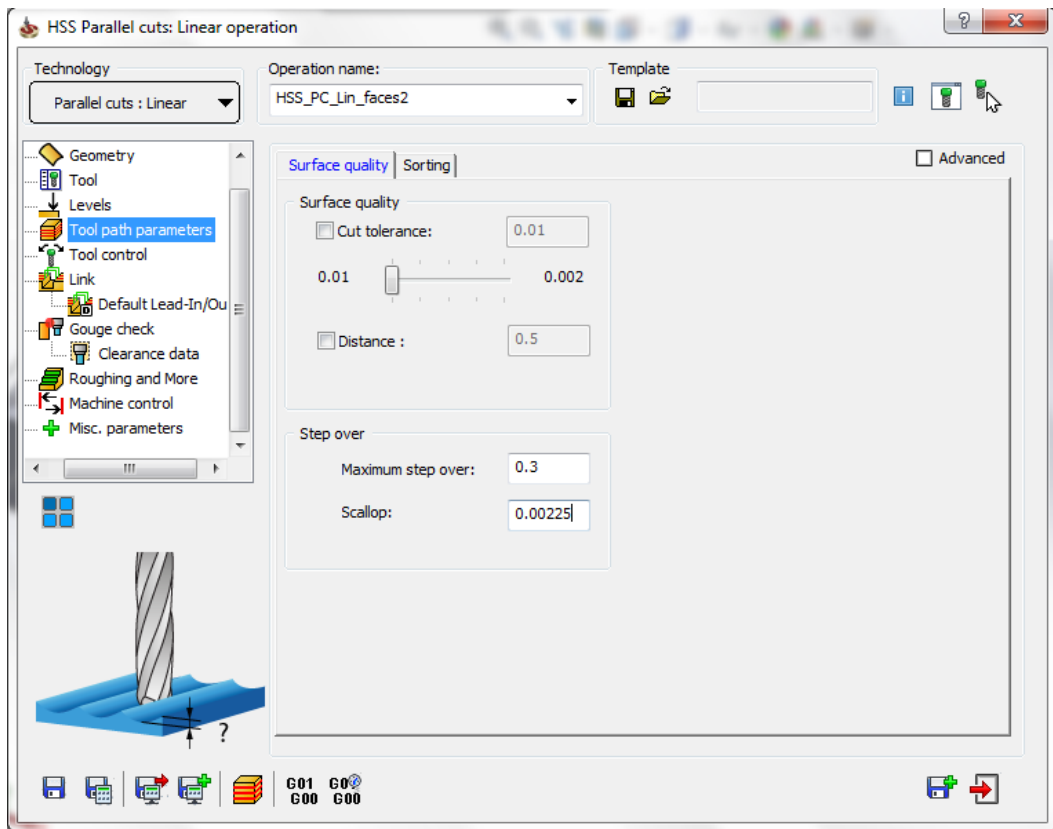 HSS Parallel cuts: Linear operation
Technology
Operation name:
Template
Parallel cuts : Linear
HSS_PC_Lin_faces2
Geometry
Tool
Levels
Tool path parameters
Tool control
Link
Default Lead-In/Ou
Gouge check
Clearance data
Roughing and More
Machine control
Misc. parameters
Surface quality
Sorting
Advanced
Surface quality
Cut tolerance:
0.01
0.01
0.002
Distance :
0.5
Step over
Maximum step over:
0.3
Scallop:
0.00225
?
G01
G00
G00